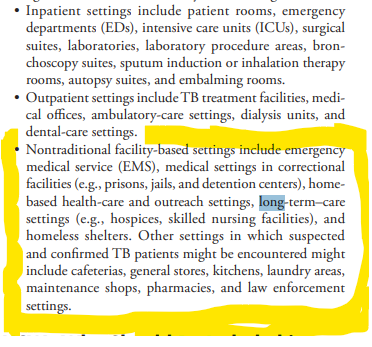 • Inpatient settings include patient rooms, emergency
departments (EDs), intensive care units (ICUs), surgical
suites, laboratories, laboratory procedure areas, bron-
choscopy suites, sputum induction or inhalation therapy
rooms, autopsy suites, and embalming rooms.
• Outpatient settings include TB treatment facilities, medi-
cal offices, ambulatory-care settings, dialysis units, and
dental-care settings.
• Nontraditional facility-based settings include emergency
medical service (EMS), medical settings in correctional
facilities (e.g., prisons, jails, and detention centers), home-
based health-care and outreach settings, long-term–care
settings (e.g., hospices, skilled nursing facilities), and
homeless shelters. Other settings in which suspected
and confirmed TB patients might be encountered might
include cafeterias, general stores, kitchens, laundry areas,
maintenance shops, pharmacies, and law enforcement
settings.